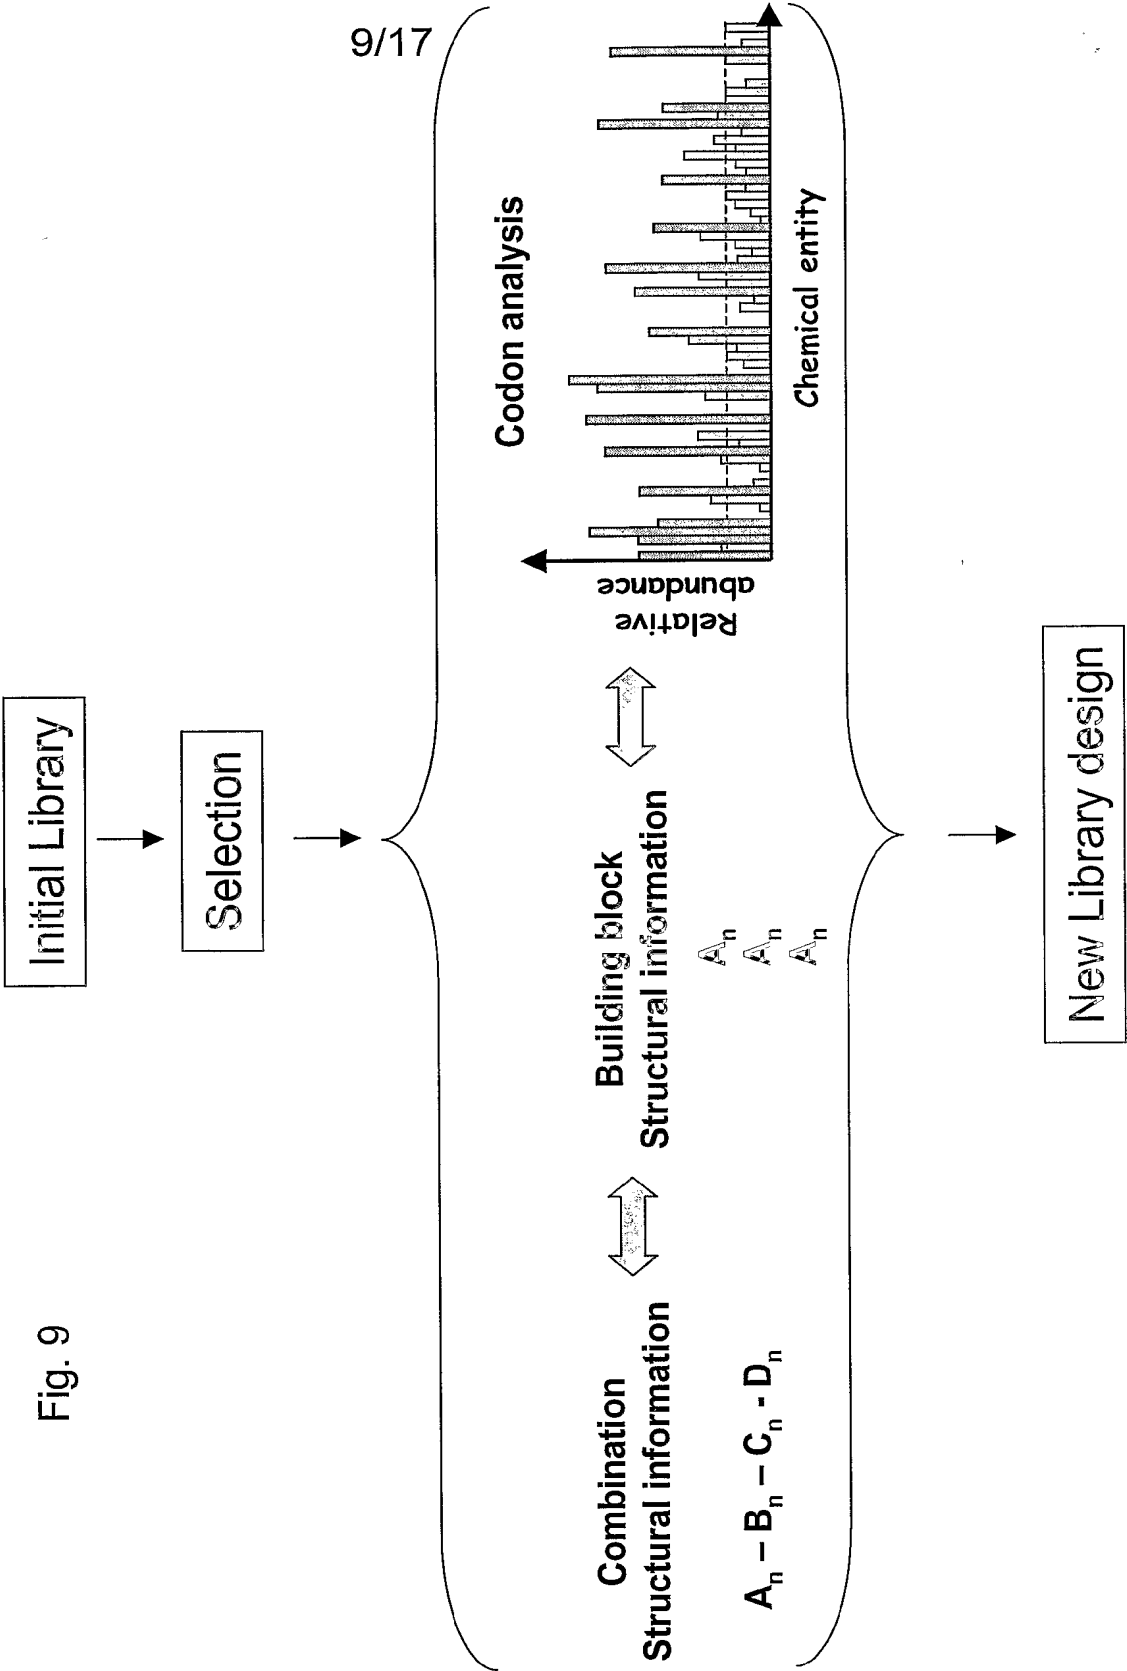 9/17
Fig. 9
Initial Library
Selection
Combination
Structural information
Aₙ – Bₙ – Cₙ - Dₙ
Building block
Structural information
Aₙ
Aₙ
Aₙ
Codon analysis
Relative
abundance
Chemical entity
New Library design